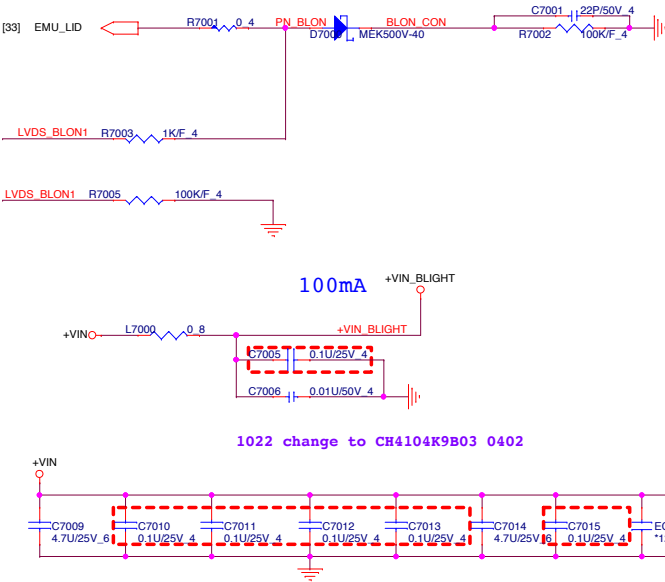 C7001 22P/50V_4
[33] EMU_LID R7001 0_4 PN_BLON BLON_CON
MEK500V-40 R7002 100K/F_4
LVDS_BLON1 R7003 1K/F_4
LVDS_BLON1 R7005 100K/F_4
100mA +VIN_BLIGHT
+VIN L7000 0_8 +VIN_BLIGHT
C7005 0.1U/25V_4
C7006 0.01U/50V_4
1022 change to CH4104K9B03 0402
+VIN
C7009 C7010 C7011 C7012 C7013 C7014 C7015
4.7U/25V_6 0.1U/25V_4 0.1U/25V_4 0.1U/25V_4 0.1U/25V_4 4.7U/25V_6 0.1U/25V_4